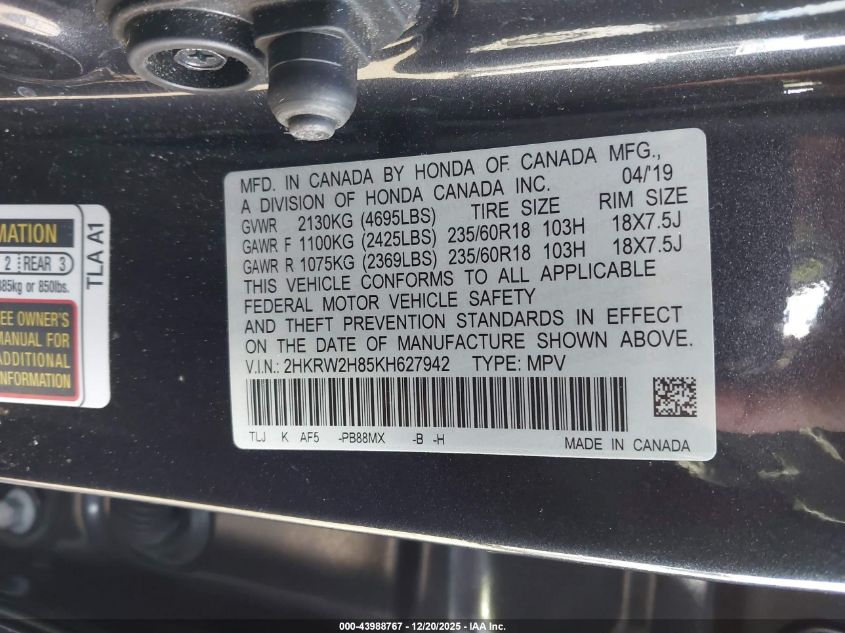 MFD. IN CANADA BY HONDA OF CANADA MFG.,
A DIVISION OF HONDA CANADA INC. 04/'19
GVWR 2130KG (4695LBS) TIRE SIZE RIM SIZE
GAWR F 1100KG (2425LBS) 235/60R18 103H 18X7.5J
GAWR R 1075KG (2369LBS) 235/60R18 103H 18X7.5J
THIS VEHICLE CONFORMS TO ALL APPLICABLE
FEDERAL MOTOR VEHICLE SAFETY
AND THEFT PREVENTION STANDARDS IN EFFECT
ON THE DATE OF MANUFACTURE SHOWN ABOVE.
V.I.N.: 2HKRW2H85KH627942 TYPE: MPV
TLJ K AF5 -PB88MX -B -H
MADE IN CANADA
MATION
2 REAR 3
385kg or 850lbs.
EE OWNER'S
MANUAL FOR
ADDITIONAL
INFORMATION
TLA A1
000-43988767 - 12/20/2025 - IAA Inc.